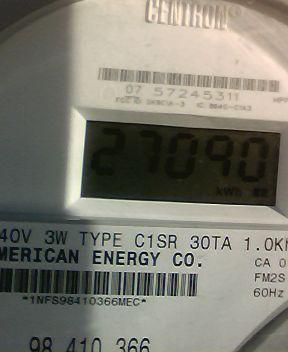 CENTRON®
07 57245311
27090
kWh
40V 3W TYPE C1SR 30TA 1.0K
MERICAN ENERGY CO.
CA 0
FM2S
60Hz
*1NFS98410366MEC*
98 410 366